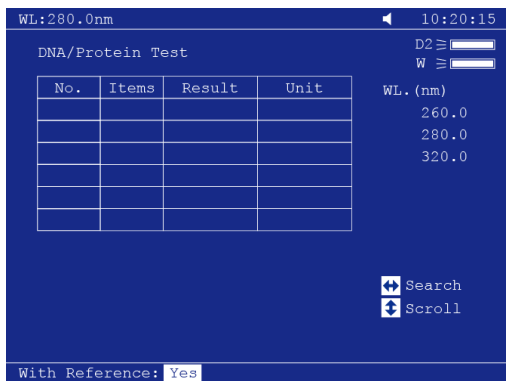 WL:280.0nm 10:20:15
DNA/Protein Test
D2
W
No. Items Result Unit
WL.(nm)
260.0
280.0
320.0
Search
Scroll
With Reference: Yes